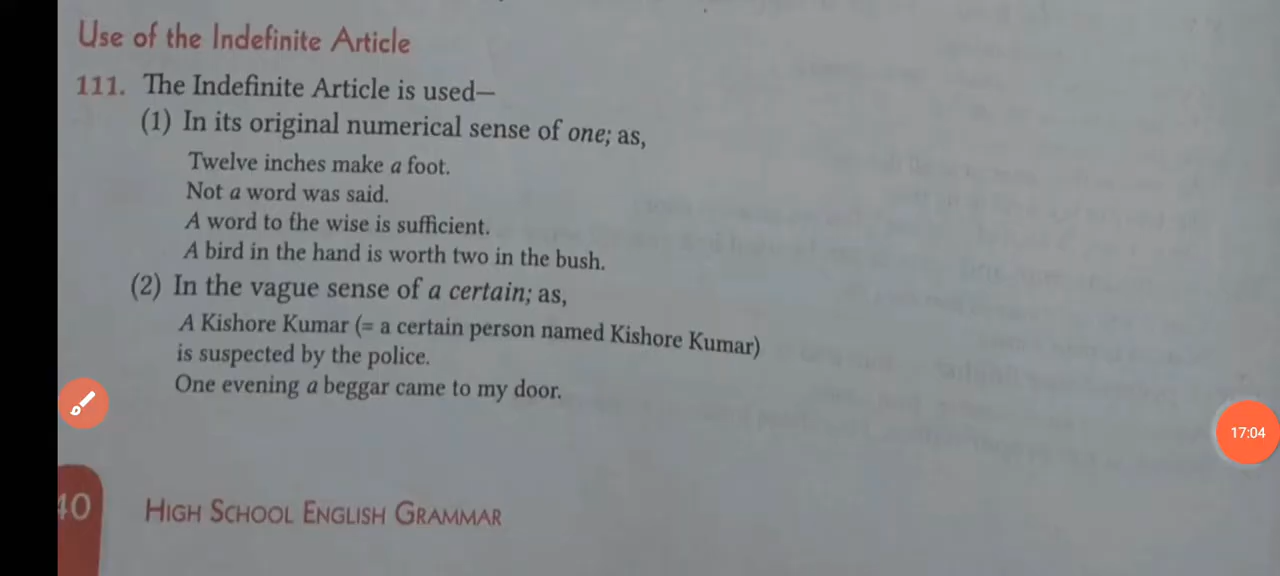 Use of the Indefinite Article
111. The Indefinite Article is used—
(1) In its original numerical sense of one; as,
Twelve inches make a foot.
Not a word was said.
A word to the wise is sufficient.
A bird in the hand is worth two in the bush.
(2) In the vague sense of a certain; as,
A Kishore Kumar (= a certain person named Kishore Kumar)
is suspected by the police.
One evening a beggar came to my door.
17:04
40 HIGH SCHOOL ENGLISH GRAMMAR